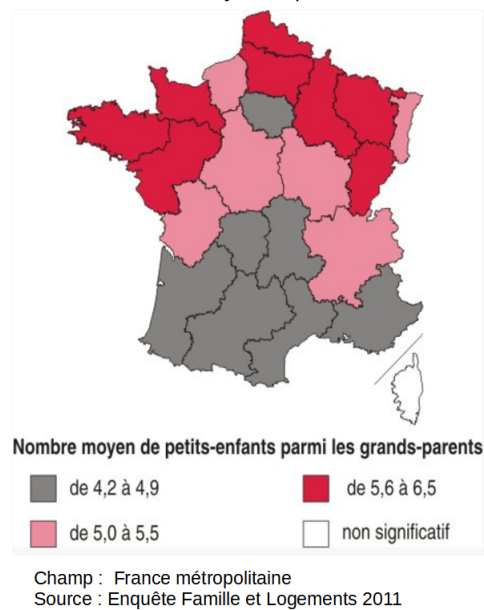 Nombre moyen de petits-enfants parmi les grands-parents
de 4,2 à 4,9
de 5,6 à 6,5
de 5,0 à 5,5
non significatif
Champ : France métropolitaine
Source : Enquête Famille et Logements 2011